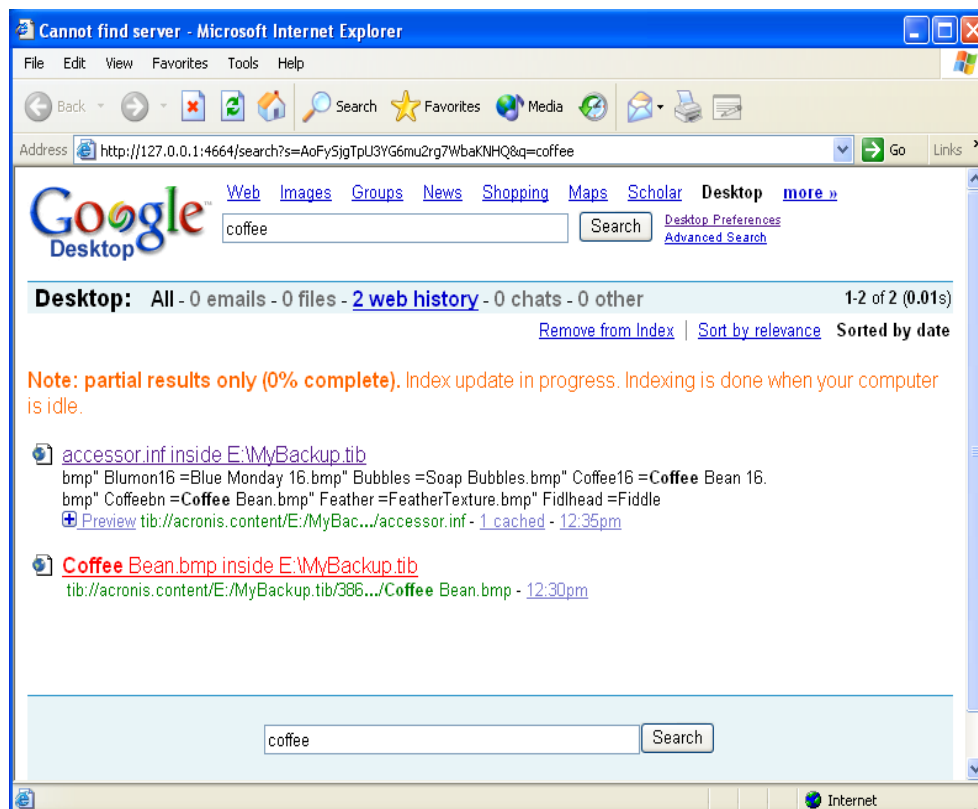 Cannot find server - Microsoft Internet Explorer
File Edit View Favorites Tools Help
Back Search Favorites Media
Address http://127.0.0.1:4664/search?s=AoFySjgTpU3YG6mu2rg7WbaKNHQ&q=coffee Go Links
Web Images Groups News Shopping Maps Scholar Desktop more »
Google™
Desktop
coffee Search Desktop Preferences
Advanced Search
Desktop: All - 0 emails - 0 files - 2 web history - 0 chats - 0 other 1-2 of 2 (0.01s)
Remove from Index | Sort by relevance Sorted by date
Note: partial results only (0% complete). Index update in progress. Indexing is done when your computer
is idle.
accessor.inf inside E:\MyBackup.tib
bmp" Blumon16 =Blue Monday 16.bmp" Bubbles =Soap Bubbles.bmp" Coffee16 =Coffee Bean 16.
bmp" Coffeebn =Coffee Bean.bmp" Feather =FeatherTexture.bmp" Fidlhead =Fiddle
Preview tib://acronis.content/E:/MyBac.../accessor.inf - 1 cached - 12:35pm
Coffee Bean.bmp inside E:\MyBackup.tib
tib://acronis.content/E:/MyBackup.tib/386.../Coffee Bean.bmp - 12:30pm
coffee Search
Internet